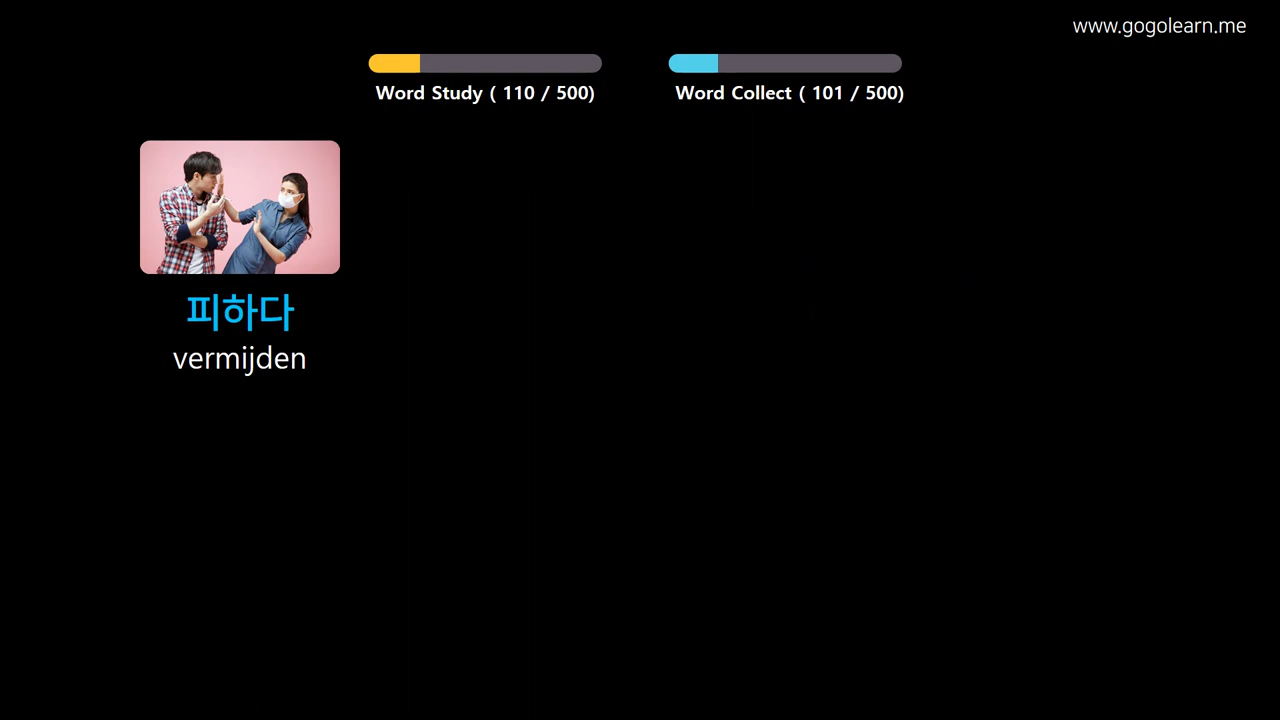 www.gogolearn.me
Word Study ( 110 / 500)
Word Collect ( 101 / 500)
피하다
vermijden